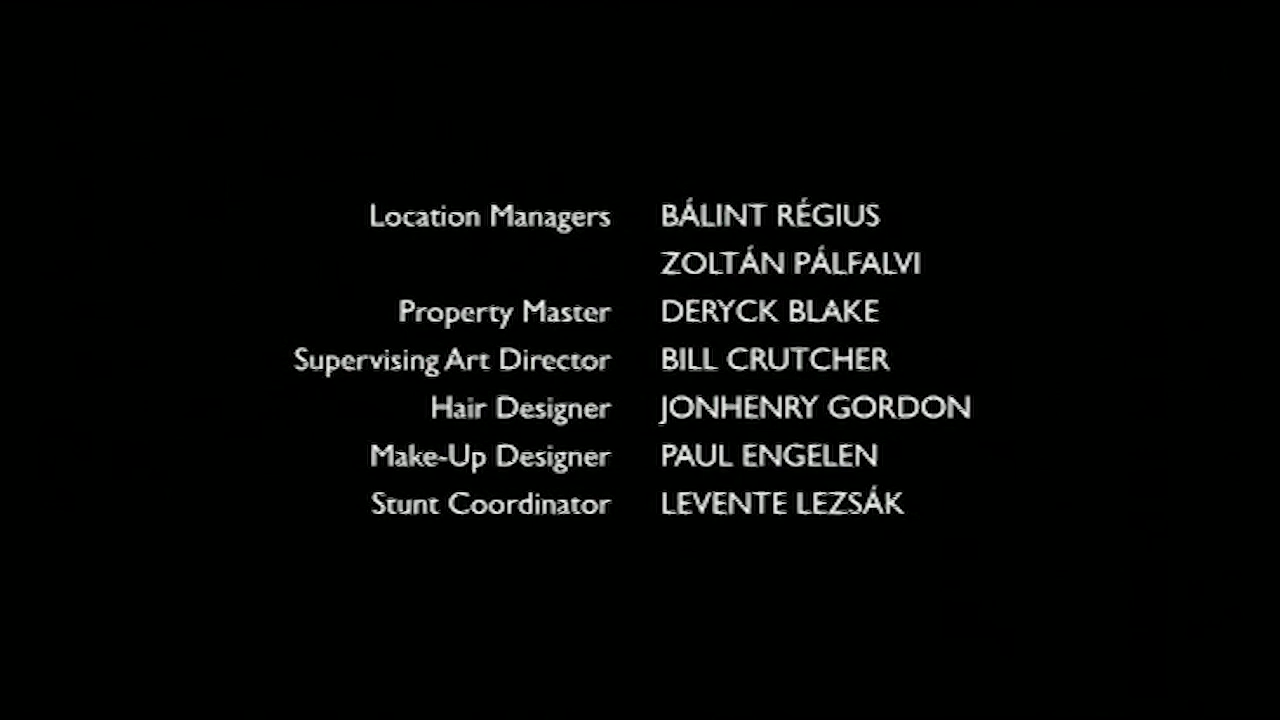 Location Managers BÁLINT RÉGIUS
ZOLTÁN PÁLFALVI
Property Master DERYCK BLAKE
Supervising Art Director BILL CRUTCHER
Hair Designer JONHENRY GORDON
Make-Up Designer PAUL ENGELEN
Stunt Coordinator LEVENTE LEZSÁK